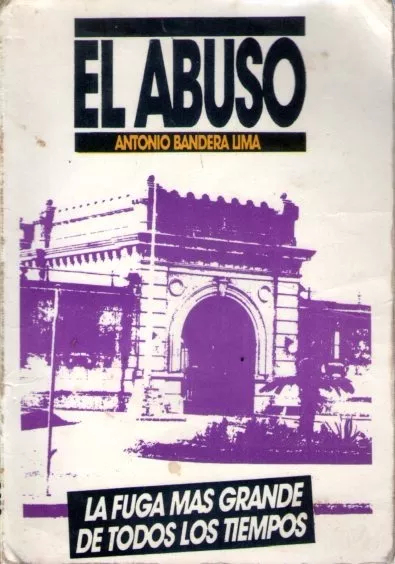 EL ABUSO
ANTONIO BANDERA LIMA
LA FUGA MAS GRANDE
DE TODOS LOS TIEMPOS